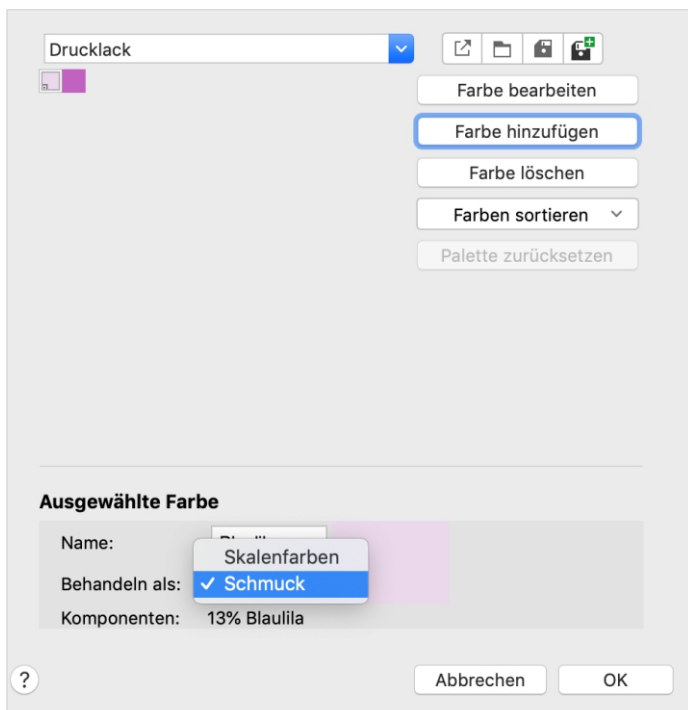 Drucklack
Farbe bearbeiten
Farbe hinzufügen
Farbe löschen
Farben sortieren
Palette zurücksetzen
Ausgewählte Farbe
Name:
Skalenfarben
Behandeln als: ✓ Schmuck
Komponenten: 13% Blaulila
? Abbrechen OK